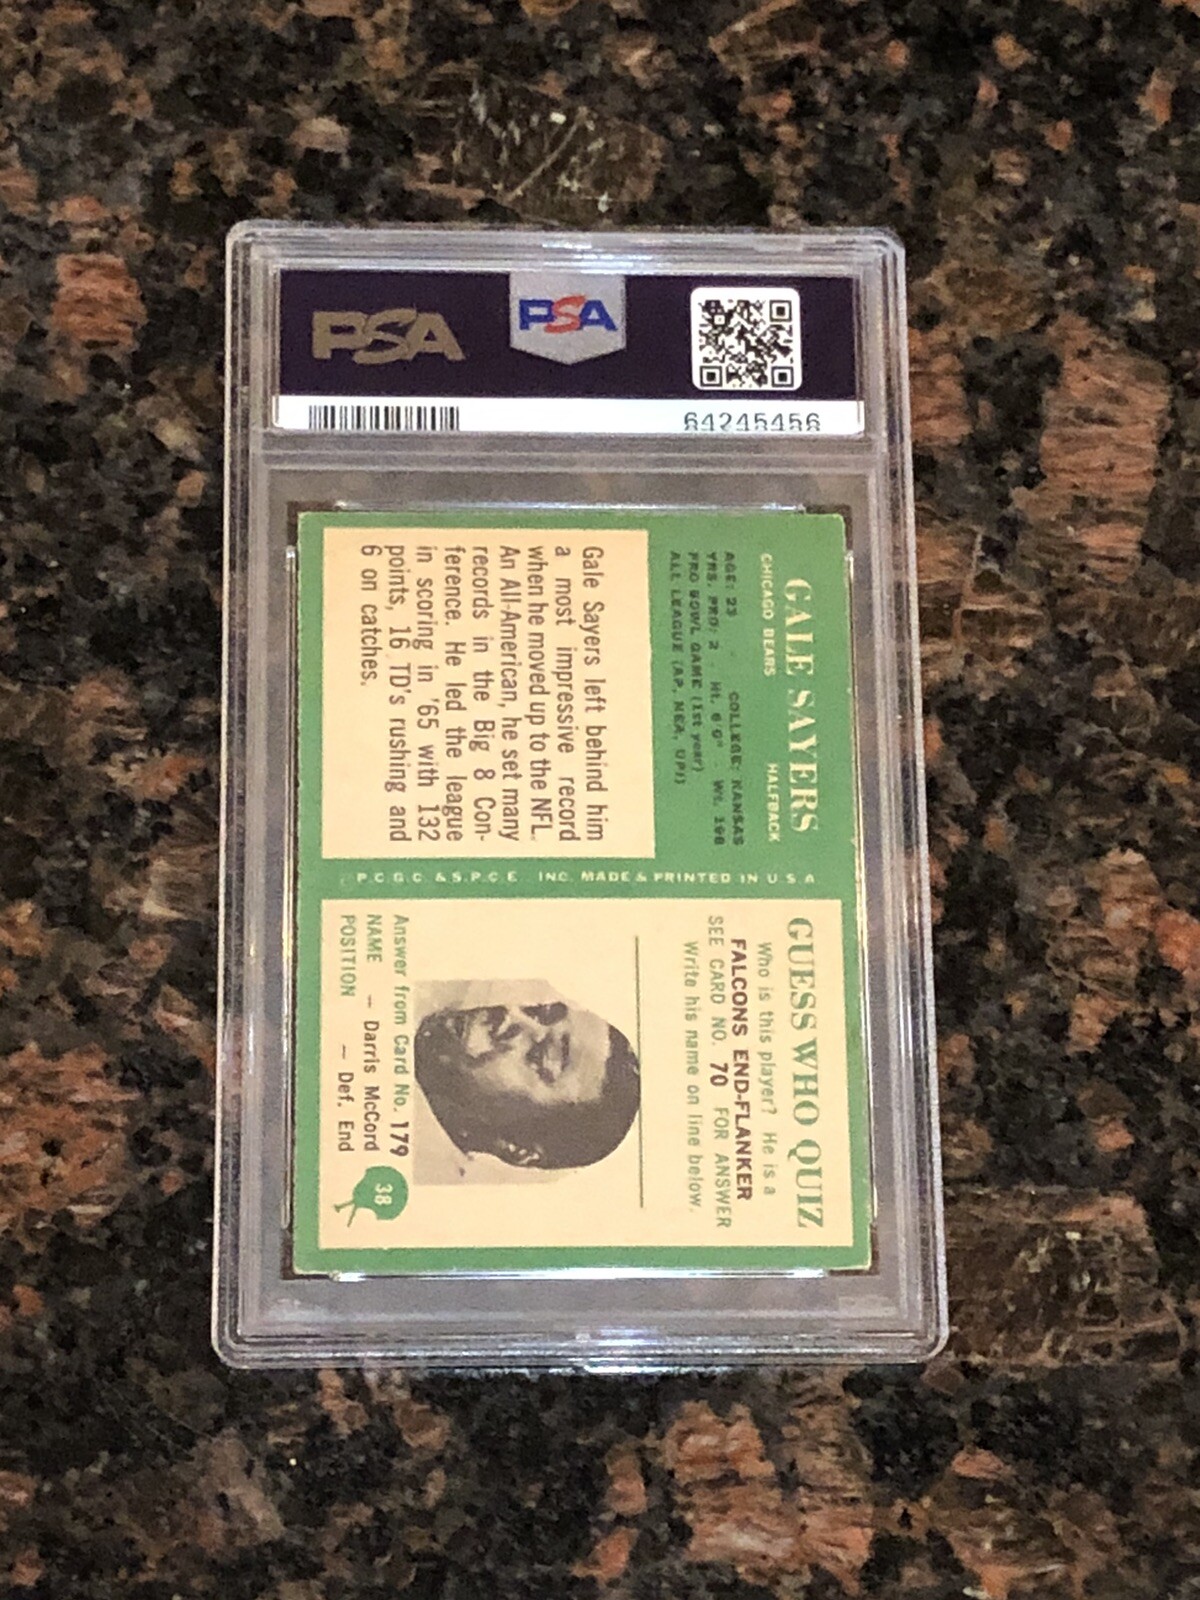 PSA
PSA
64245456
GALE SAYERS
CHICAGO BEARS HALFBACK
AGE: 23 COLLEGE: KANSAS
YRS. PRO: 2 Ht. 6'0" Wt. 198
PRO BOWL GAME (1st year)
ALL LEAGUE (AP, NEA, UPI)
Gale Sayers left behind him
a most impressive record
when he moved up to the NFL.
An All-American, he set many
records in the Big 8 Con-
ference. He led the league
in scoring in '65 with 132
points, 16 TD's rushing and
6 on catches.
© P.C.G.C. & S.P.C.E. INC. MADE & PRINTED IN U.S.A.
GUESS WHO QUIZ
Who is this player? He is a
FALCONS END-FLANKER
SEE CARD NO. 70 FOR ANSWER
Write his name on line below.
Answer from Card No. 179
NAME – Darris McCord
POSITION – Def. End
38